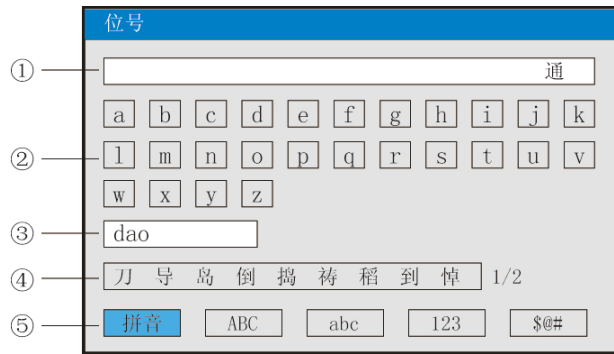 位号
① 通
a b c d e f g h i j k
② l m n o p q r s t u v
w x y z
③ dao
④ 刀 导 岛 倒 捣 祷 稻 到 悼 1/2
⑤ 拼音 ABC abc 123 $@#